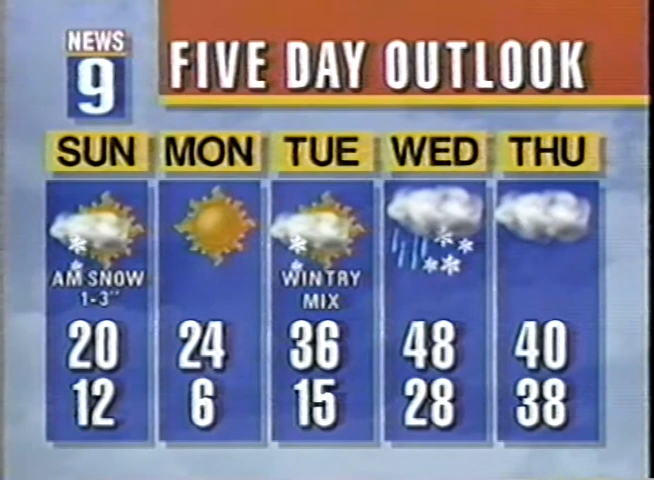 NEWS
9
FIVE DAY OUTLOOK
SUN MON TUE WED THU
AM SNOW
1-3"
WINTRY
MIX
20 24 36 48 40
12 6 15 28 38